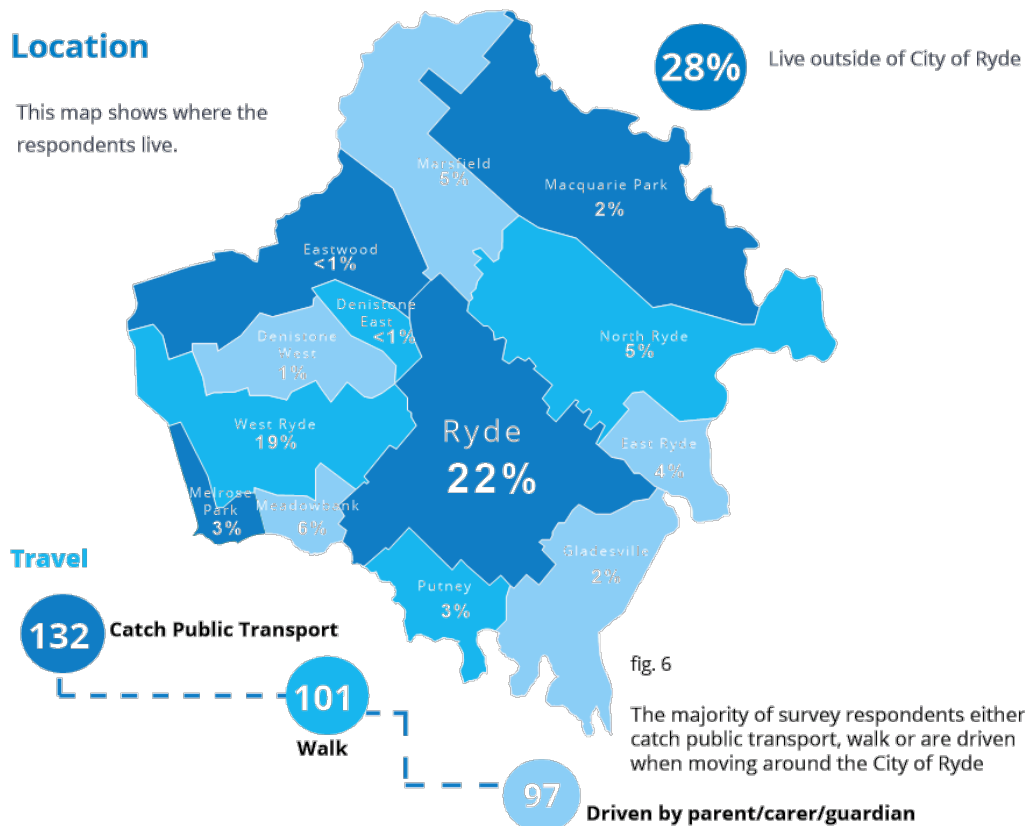 Location
28%
Live outside of City of Ryde
This map shows where the
respondents live.
Marsfield
5%
Macquarie Park
2%
Eastwood
<1%
Denistone
East
<1%
Denistone
West
1%
North Ryde
5%
West Ryde
19%
Ryde
22%
East Ryde
4%
Melrose
Park
3%
Meadowbank
6%
Gladesville
2%
Putney
3%
Travel
132
Catch Public Transport
101
Walk
fig. 6
The majority of survey respondents either
catch public transport, walk or are driven
when moving around the City of Ryde
97
Driven by parent/carer/guardian